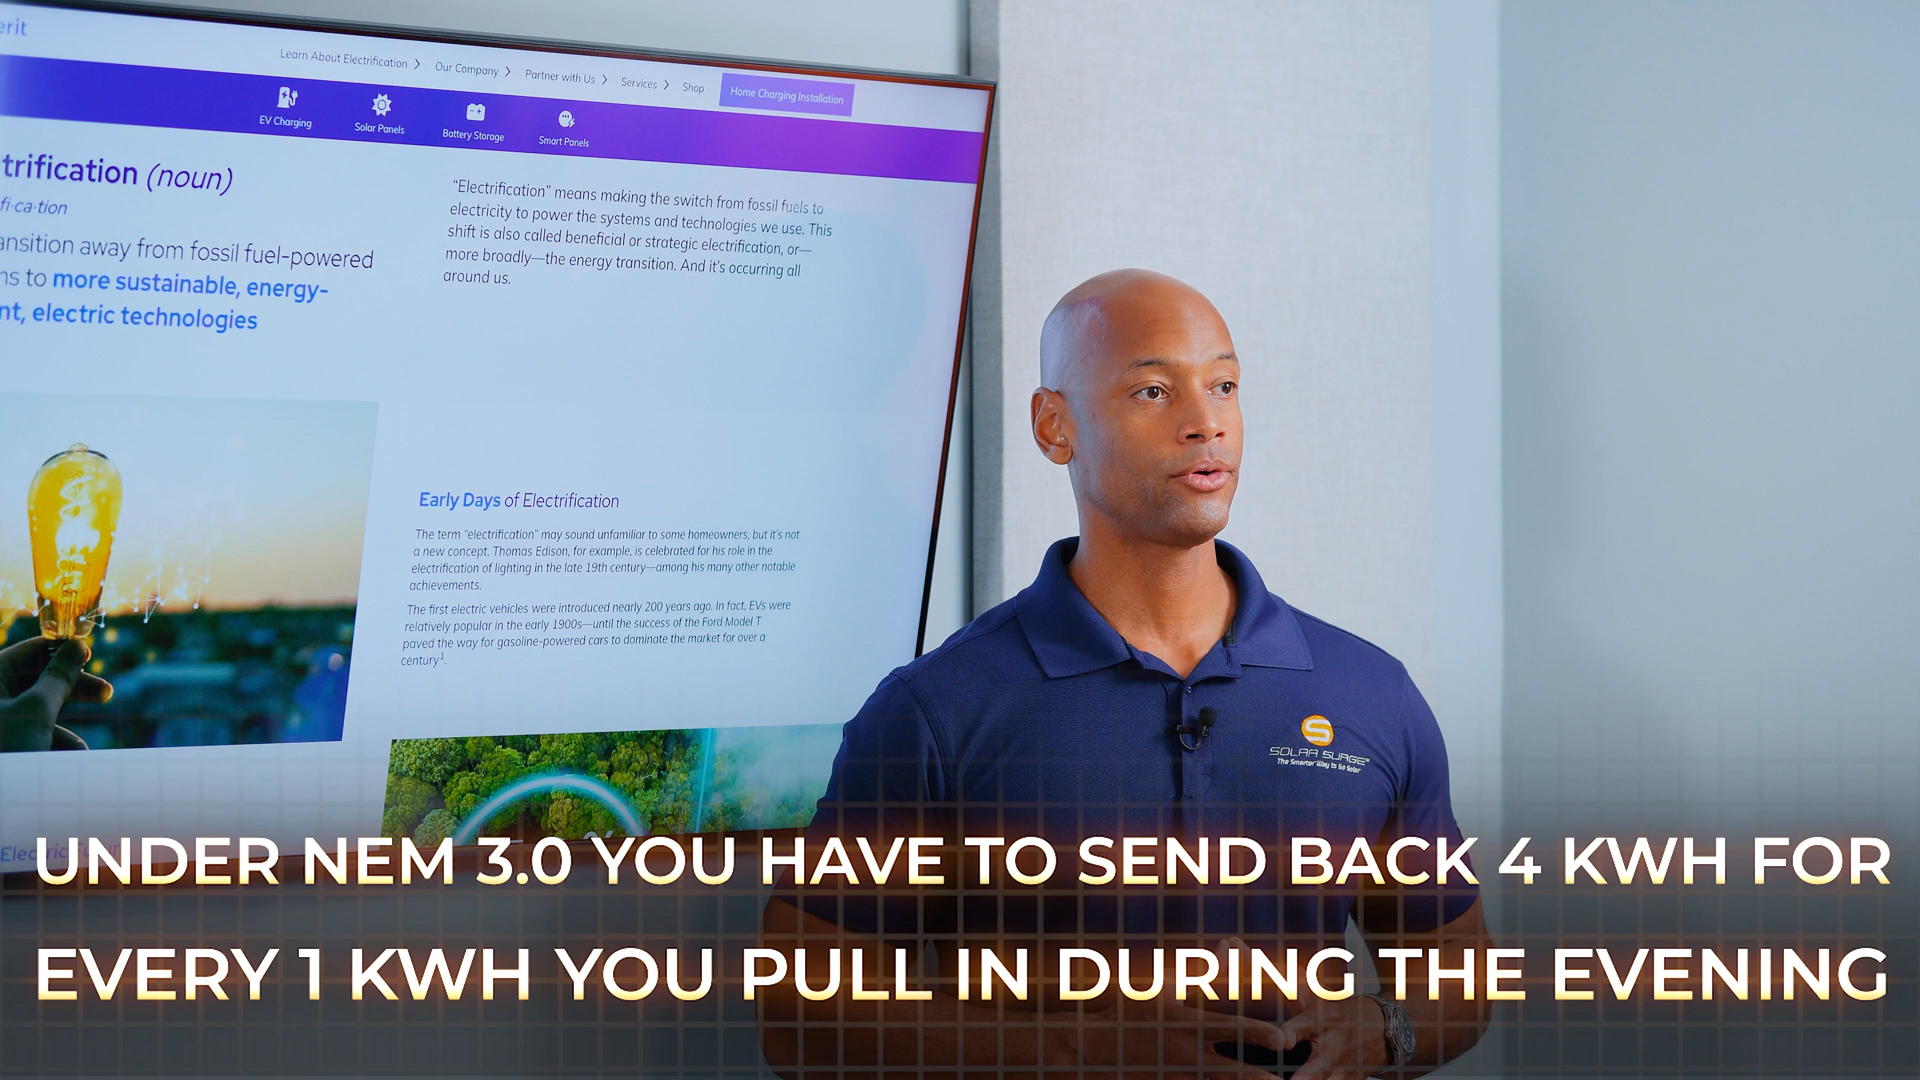 erit
Learn About Electrification > Our Company > Partner with Us > Services > Shop Home Charging Installation
EV Charging Solar Panels Battery Storage Smart Panels
trification (noun)
fi·ca·tion
ansition away from fossil fuel-powered
ns to more sustainable, energy-
nt, electric technologies
“Electrification” means making the switch from fossil fuels to
electricity to power the systems and technologies we use. This
shift is also called beneficial or strategic electrification, or—
more broadly—the energy transition. And it's occurring all
around us.
Early Days of Electrification
The term “electrification” may sound unfamiliar to some homeowners, but it's not
a new concept. Thomas Edison, for example, is celebrated for his role in the
electrification of lighting in the late 19th century—among his many other notable
achievements.
The first electric vehicles were introduced nearly 200 years ago. In fact, EVs were
relatively popular in the early 1900s—until the success of the Ford Model T
paved the way for gasoline-powered cars to dominate the market for over a
century1.
SOLAR SURGE
The Smarter Way to Go Solar
UNDER NEM 3.0 YOU HAVE TO SEND BACK 4 KWH FOR
EVERY 1 KWH YOU PULL IN DURING THE EVENING